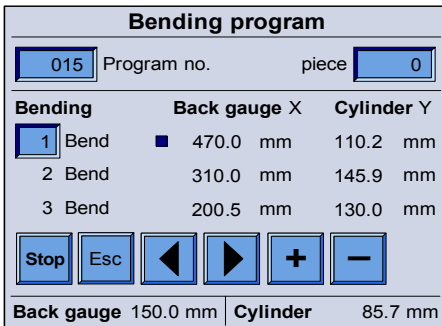 Bending program
015 Program no. piece 0
Bending Back gauge X Cylinder Y
1 Bend 470.0 mm 110.2 mm
2 Bend 310.0 mm 145.9 mm
3 Bend 200.5 mm 130.0 mm
Stop Esc + −
Back gauge 150.0 mm Cylinder 85.7 mm